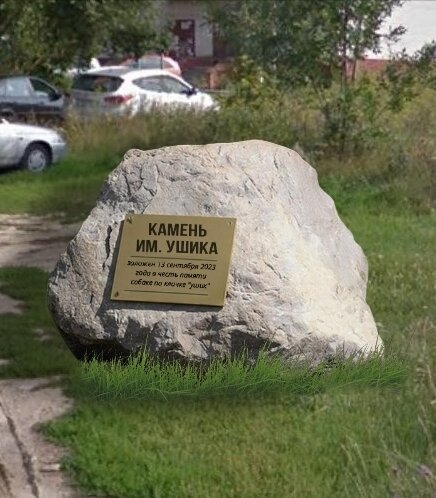 КАМЕНЬ
ИМ. УШИКА
заложен 13 сентября 2023
года в честь памяти
собаке по кличке "ушик"